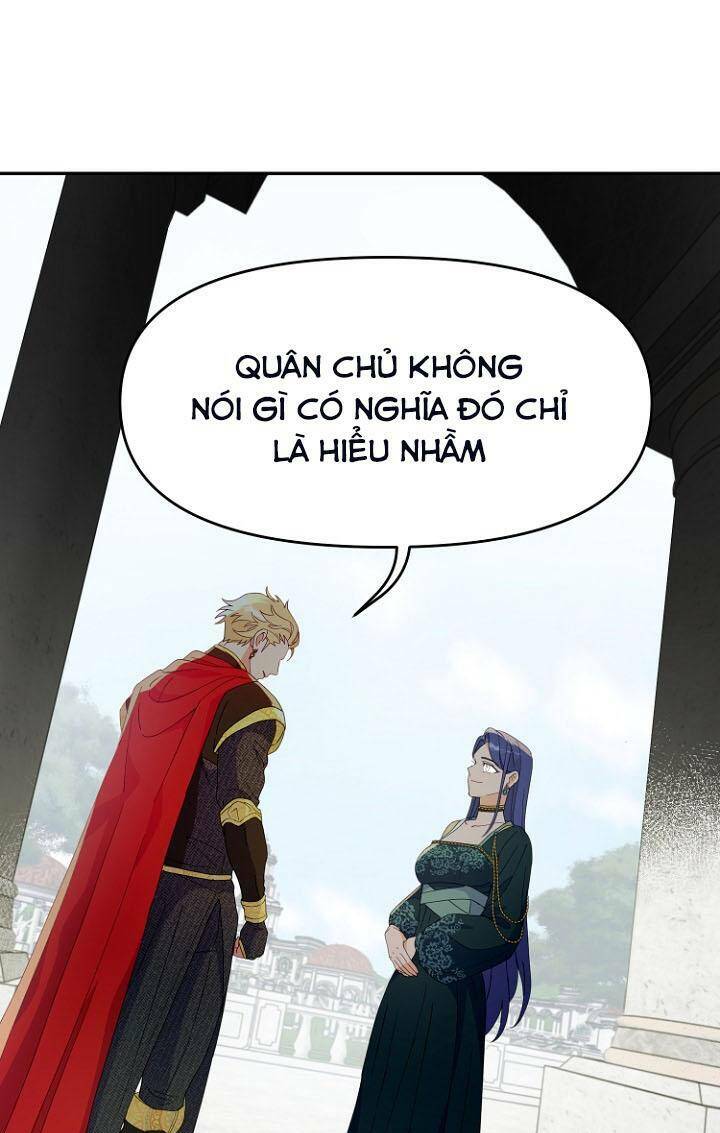 QUÂN CHỦ KHÔNG
NÓI GÌ CÓ NGHĨA ĐÓ CHỈ
LÀ HIỂU NHẦM